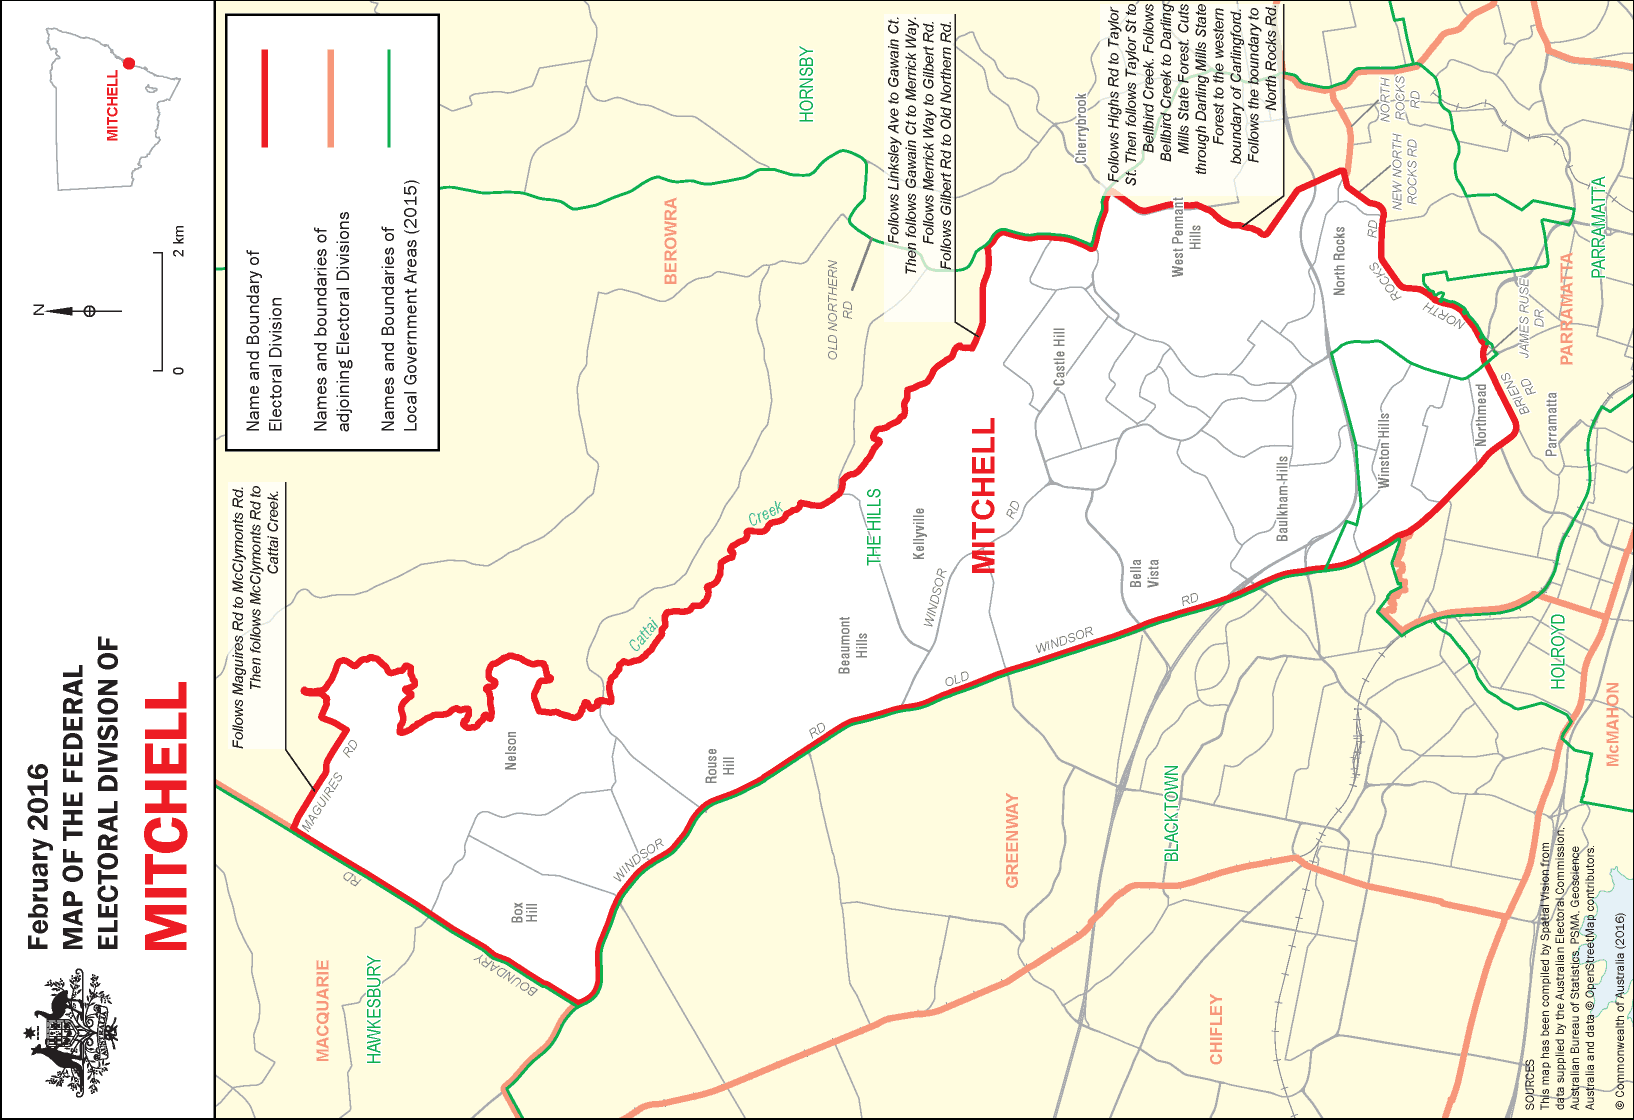 February 2016
MAP OF THE FEDERAL
ELECTORAL DIVISION OF
MITCHELL
N
0
2 km
MITCHELL
Name and Boundary of
Electoral Division
Names and boundaries of
adjoining Electoral Divisions
Names and Boundaries of
Local Government Areas (2015)
Follows Maguires Rd to McClymonts Rd.
Then follows McClymonts Rd to
Cattai Creek.
Follows Linksley Ave to Gawain Ct.
Then follows Gawain Ct to Merrick Way.
Follows Merrick Way to Gilbert Rd.
Follows Gilbert Rd to Old Northern Rd.
Follows Highs Rd to Taylor
St. Then follows Taylor St to
Bellbird Creek. Follows
Bellbird Creek to Darling
Mills State Forest. Cuts
through Darling Mills State
Forest to the western
boundary of Carlingford.
Follows the boundary to
North Rocks Rd.
MACQUARIE
HAWKESBURY
BEROWRA
HORNSBY
MAGUIRES RD
RD
BOUNDARY
Box
Hill
Nelson
WINDSOR
Cattai
Creek
Rouse
Hill
RD
OLD NORTHERN
RD
Beaumont
Hills
THE HILLS
Kellyville
WINDSOR
RD
OLD
WINDSOR
RD
MITCHELL
Castle Hill
Cherrybrook
Bella
Vista
West Pennant
Hills
Baulkham-Hills
North Rocks
Winston Hills
NORTH
ROCKS
RD
NORTH
ROCKS
RD
NEW NORTH
ROCKS RD
Northmead
BRIENS
RD
JAMES RUSE
DR
Parramatta
PARRAMATTA
PARRAMATTA
GREENWAY
BLACKTOWN
CHIFLEY
HOLROYD
McMAHON
SOURCES
This map has been compiled by Spatial Vision from
data supplied by the Australian Electoral Commission.
Australian Bureau of Statistics, PSMA, Geoscience
Australia and data © OpenStreetMap contributors.
© Commonwealth of Australia (2016)